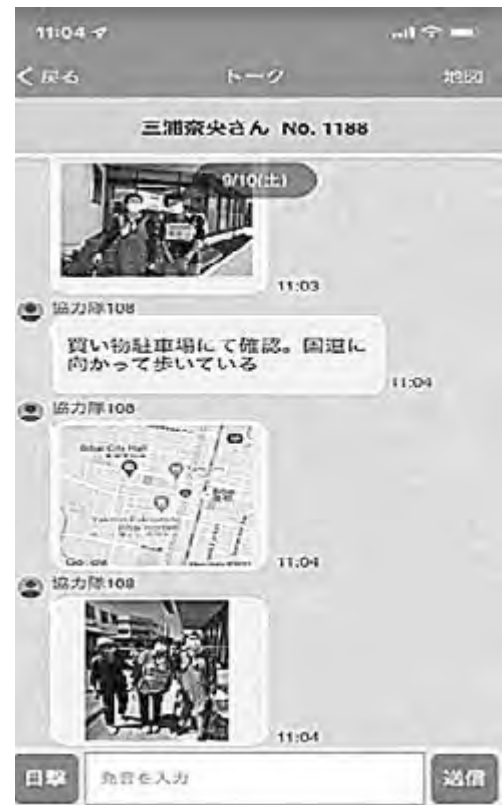 11:04
戻る
トーク
地図
三浦奈央さん No. 1188
9/10(土)
11:03
協力隊108
買い物駐車場にて確認。国道に
向かって歩いている
11:04
協力隊108
Bibai City Hall
11:04
協力隊108
11:04
目撃
発言を入力
送信